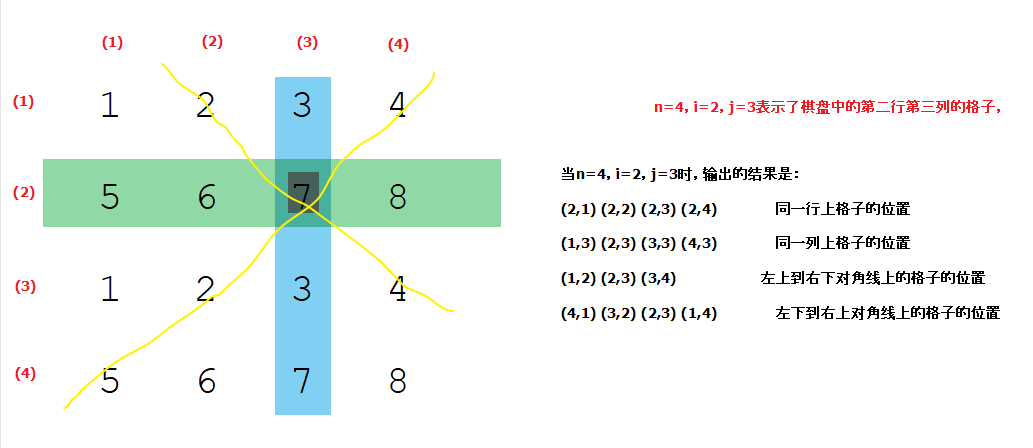 (1) (2) (3) (4)
(1) 1 2 3 4
(2) 5 6 7 8
(3) 1 2 3 4
(4) 5 6 7 8
n=4, i=2, j=3表示了棋盘中的第二行第三列的格子,
当n=4, i=2, j=3时, 输出的结果是:
(2,1) (2,2) (2,3) (2,4) 同一行上格子的位置
(1,3) (2,3) (3,3) (4,3) 同一列上格子的位置
(1,2) (2,3) (3,4) 左上到右下对角线上的格子的位置
(4,1) (3,2) (2,3) (1,4) 左下到右上对角线上的格子的位置